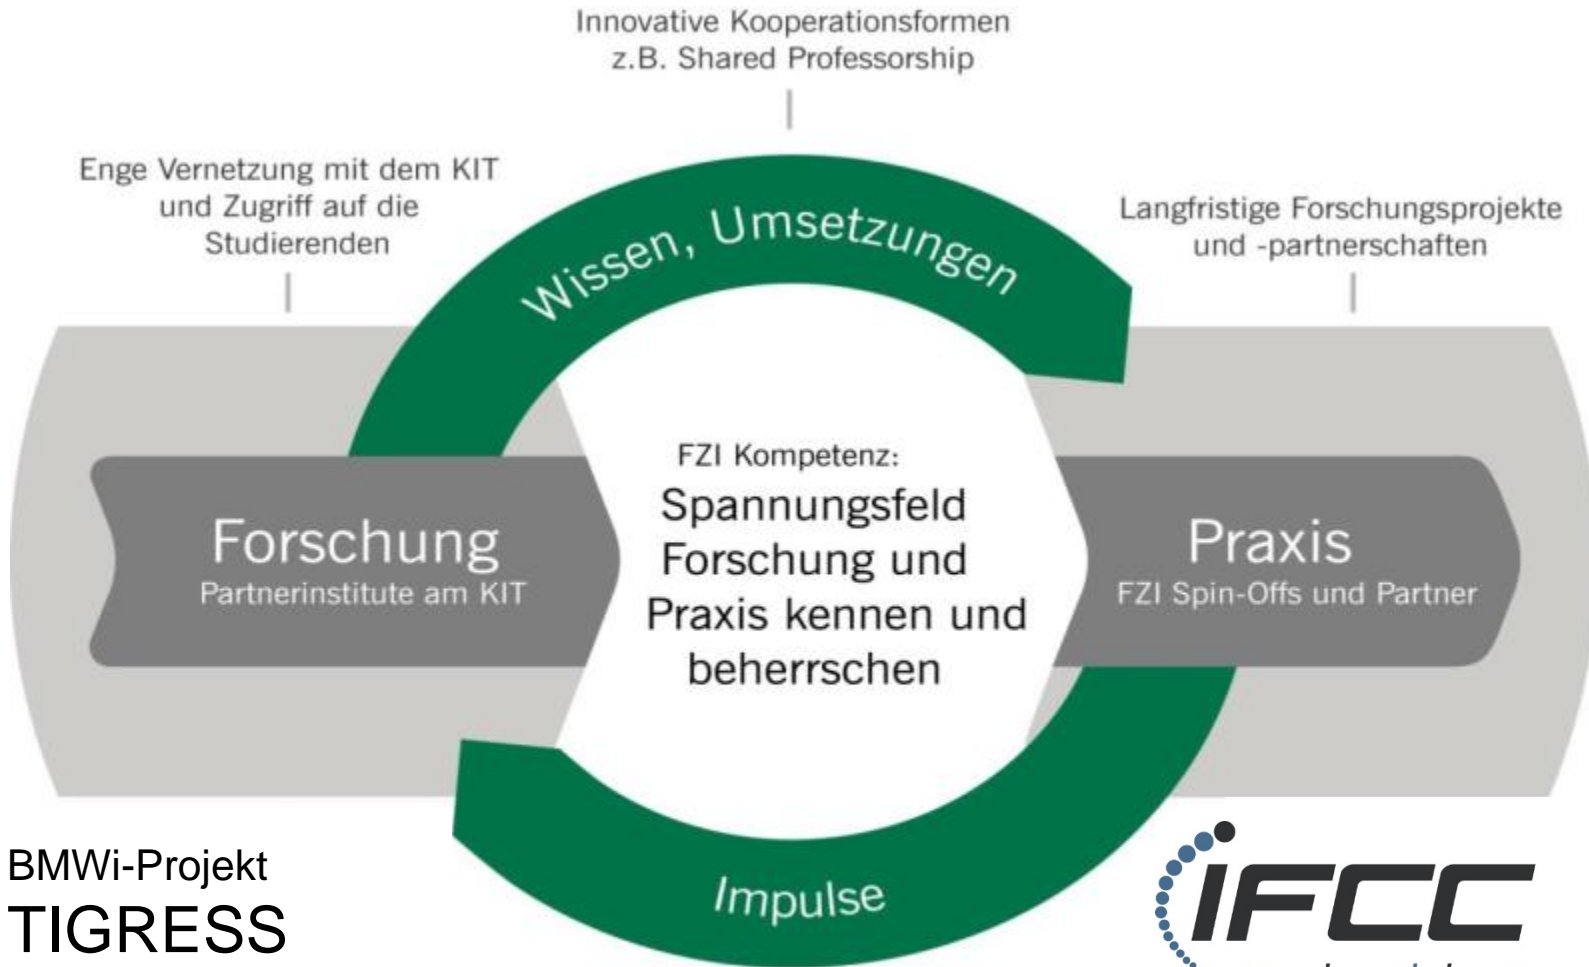 Innovative Kooperationsformen
z.B. Shared Professorship
Enge Vernetzung mit dem KIT
und Zugriff auf die
Studierenden
Langfristige Forschungsprojekte
und -partnerschaften
Wissen, Umsetzungen
FZI Kompetenz:
Spannungsfeld
Forschung und
Praxis kennen und
beherrschen
Forschung
Partnerinstitute am KIT
Praxis
FZI Spin-Offs und Partner
Impulse
BMWi-Projekt
TIGRESS
IFCC